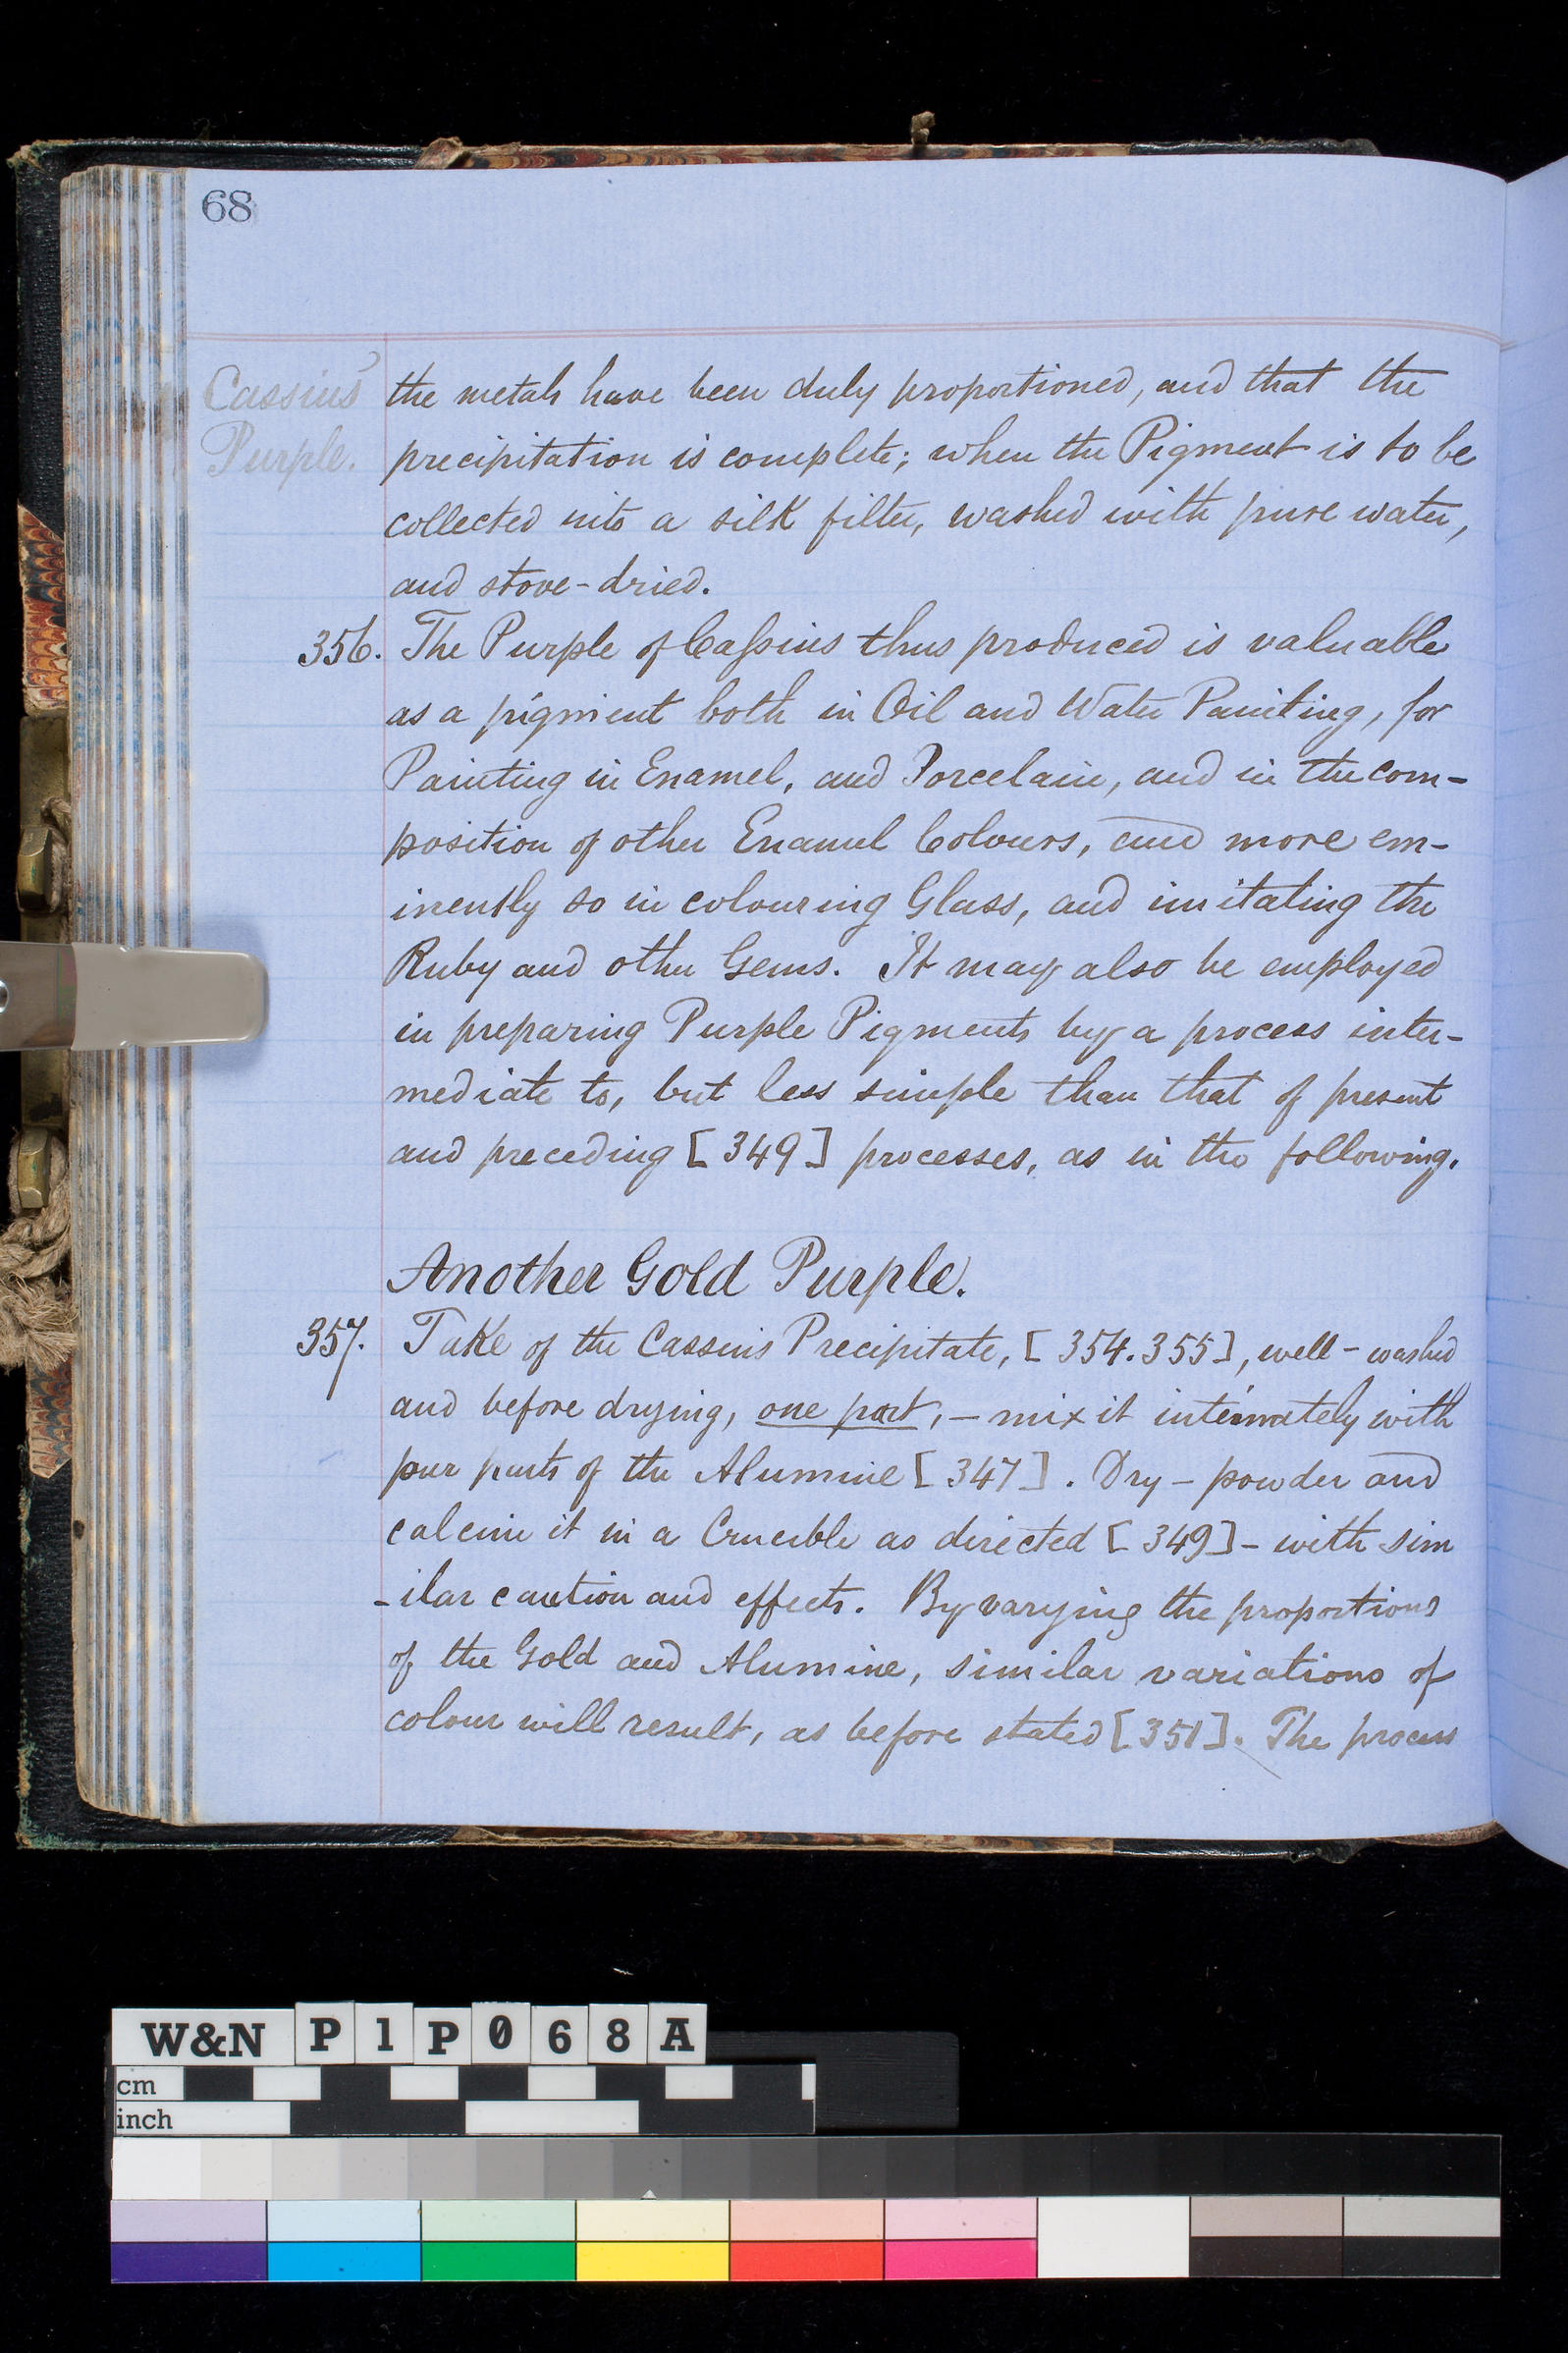 68
Cassius'
Purple.
the metals have been duly proportioned, and that the
precipitation is complete; when the Pigment is to be
collected into a silk filter, washed with pure water,
and stove-dried.
356. The Purple of Caſsius thus produced is valuable
as a pigment both in Oil and Water Painting, for
Painting in Enamel, and Porcelain, and in the com-
position of other Enamel Colours, and more em-
inently so in colouring Glass, and imitating the
Ruby and other Gems. It may also be employed
in preparing Purple Pigments by a process inter-
mediate to, but less simple than that of present
and preceding [349] processes, as in the following.
Another Gold Purple.
357. Take of the Cassius Precipitate, [354.355], well-washed
and before drying, one part, - mix it intimately with
parts of the Alumine [347]. Dry - powder and
calcine it in a Crucible as directed [349] - with sim
-ilar caution and effects. By varying the proportions
of the Gold and Alumine, similar variations of
colour will result, as before stated [351]. The process
W&N P1P068A
cm
inch